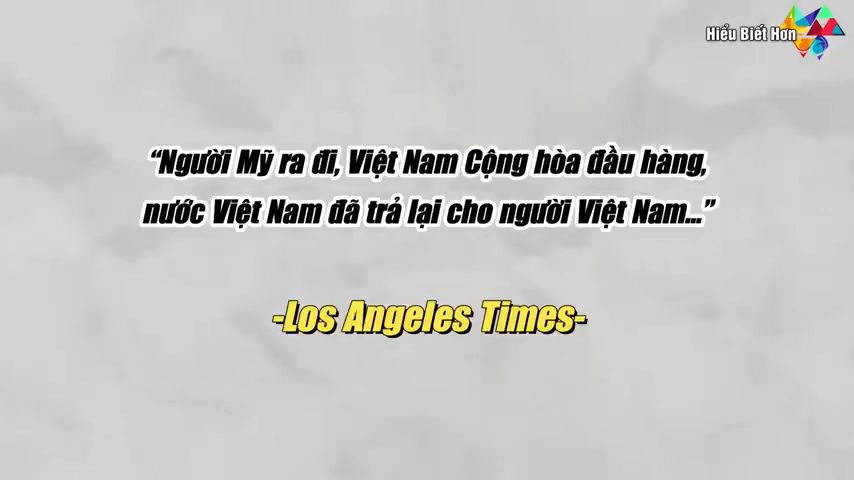 Hiểu Biết Hơn
“Người Mỹ ra đi, Việt Nam Cộng hòa đầu hàng,
nước Việt Nam đã trả lại cho người Việt Nam...”
-Los Angeles Times-